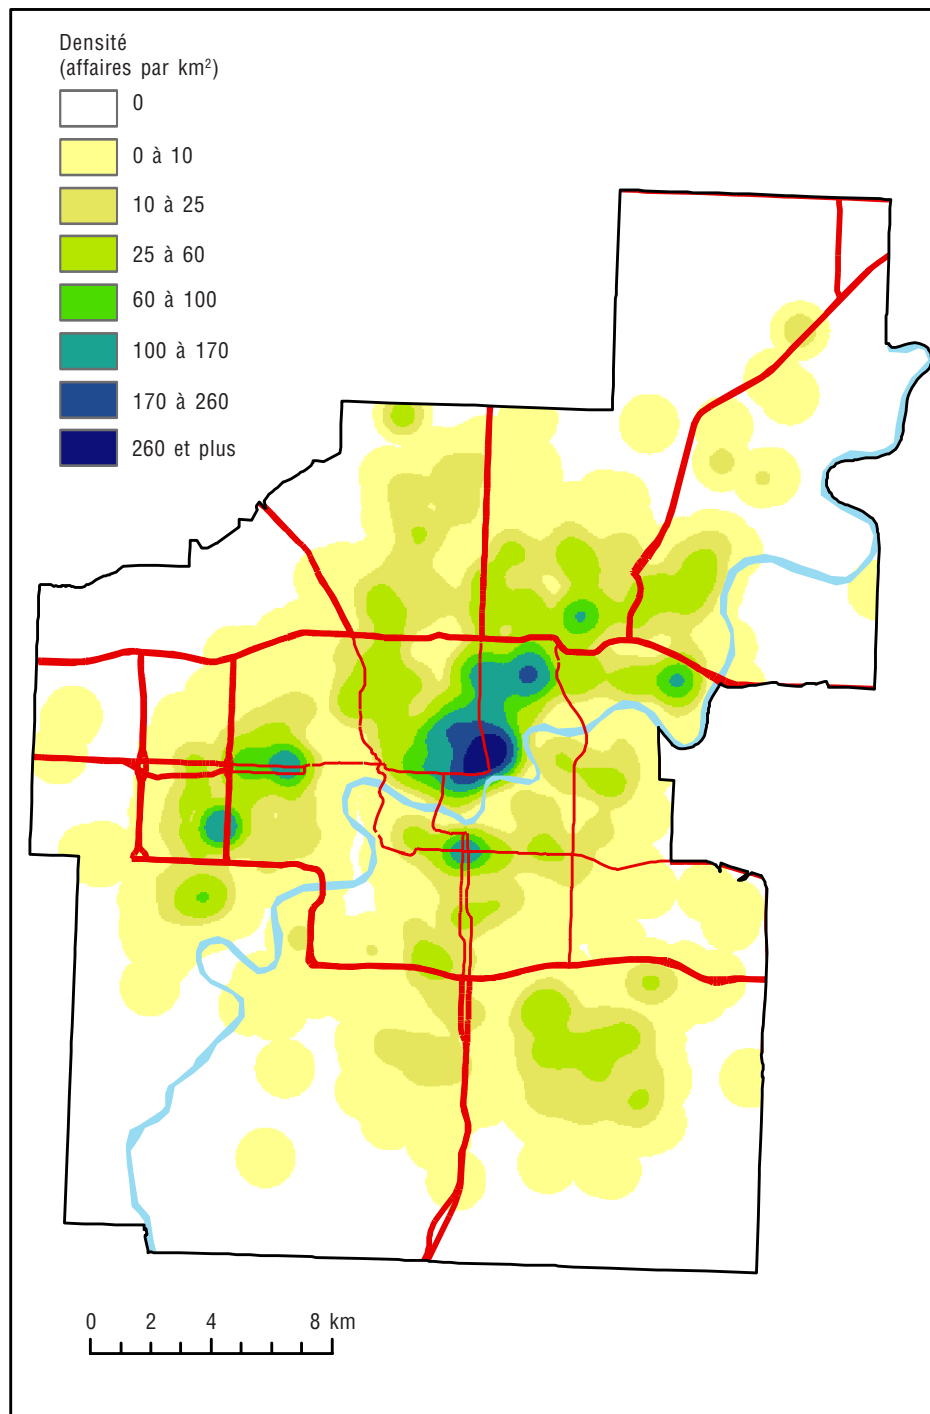 Densité
(affaires par km²)
0
0 à 10
10 à 25
25 à 60
60 à 100
100 à 170
170 à 260
260 et plus
0 2 4 8 km